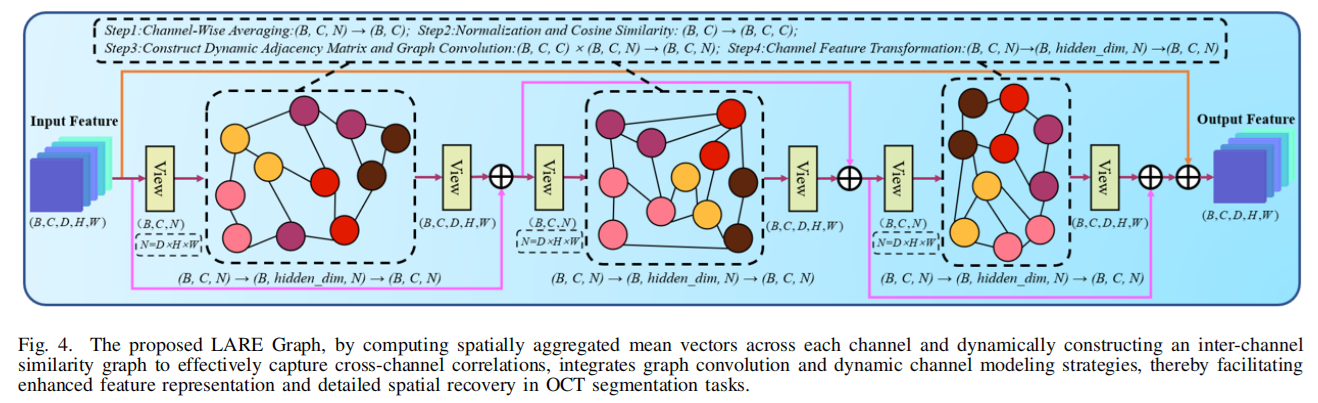 Step1:Channel-Wise Averaging:(B, C, N) → (B, C); Step2:Normalization and Cosine Similarity: (B, C) → (B, C, C);
Step3:Construct Dynamic Adjacency Matrix and Graph Convolution:(B, C, C) × (B, C, N) → (B, C, N); Step4:Channel Feature Transformation:(B, C, N)→(B, hidden_dim, N) →(B, C, N)
Input Feature
Output Feature
View
View
View
View
View
View
(B,C,D,H,W)
(B,C,N)
(B,C,D,H,W)
(B,C,N)
(B,C,D,H,W)
(B,C,N)
(B,C,D,H,W)
(B,C,D,H,W)
N=D×H×W
N=D×H×W
N=D×H×W
(B, C, N) → (B, hidden_dim, N) → (B, C, N)
(B, C, N) → (B, hidden_dim, N) → (B, C, N)
(B, C, N) → (B, hidden_dim, N) → (B, C, N)
Fig. 4. The proposed LARE Graph, by computing spatially aggregated mean vectors across each channel and dynamically constructing an inter-channel
similarity graph to effectively capture cross-channel correlations, integrates graph convolution and dynamic channel modeling strategies, thereby facilitating
enhanced feature representation and detailed spatial recovery in OCT segmentation tasks.